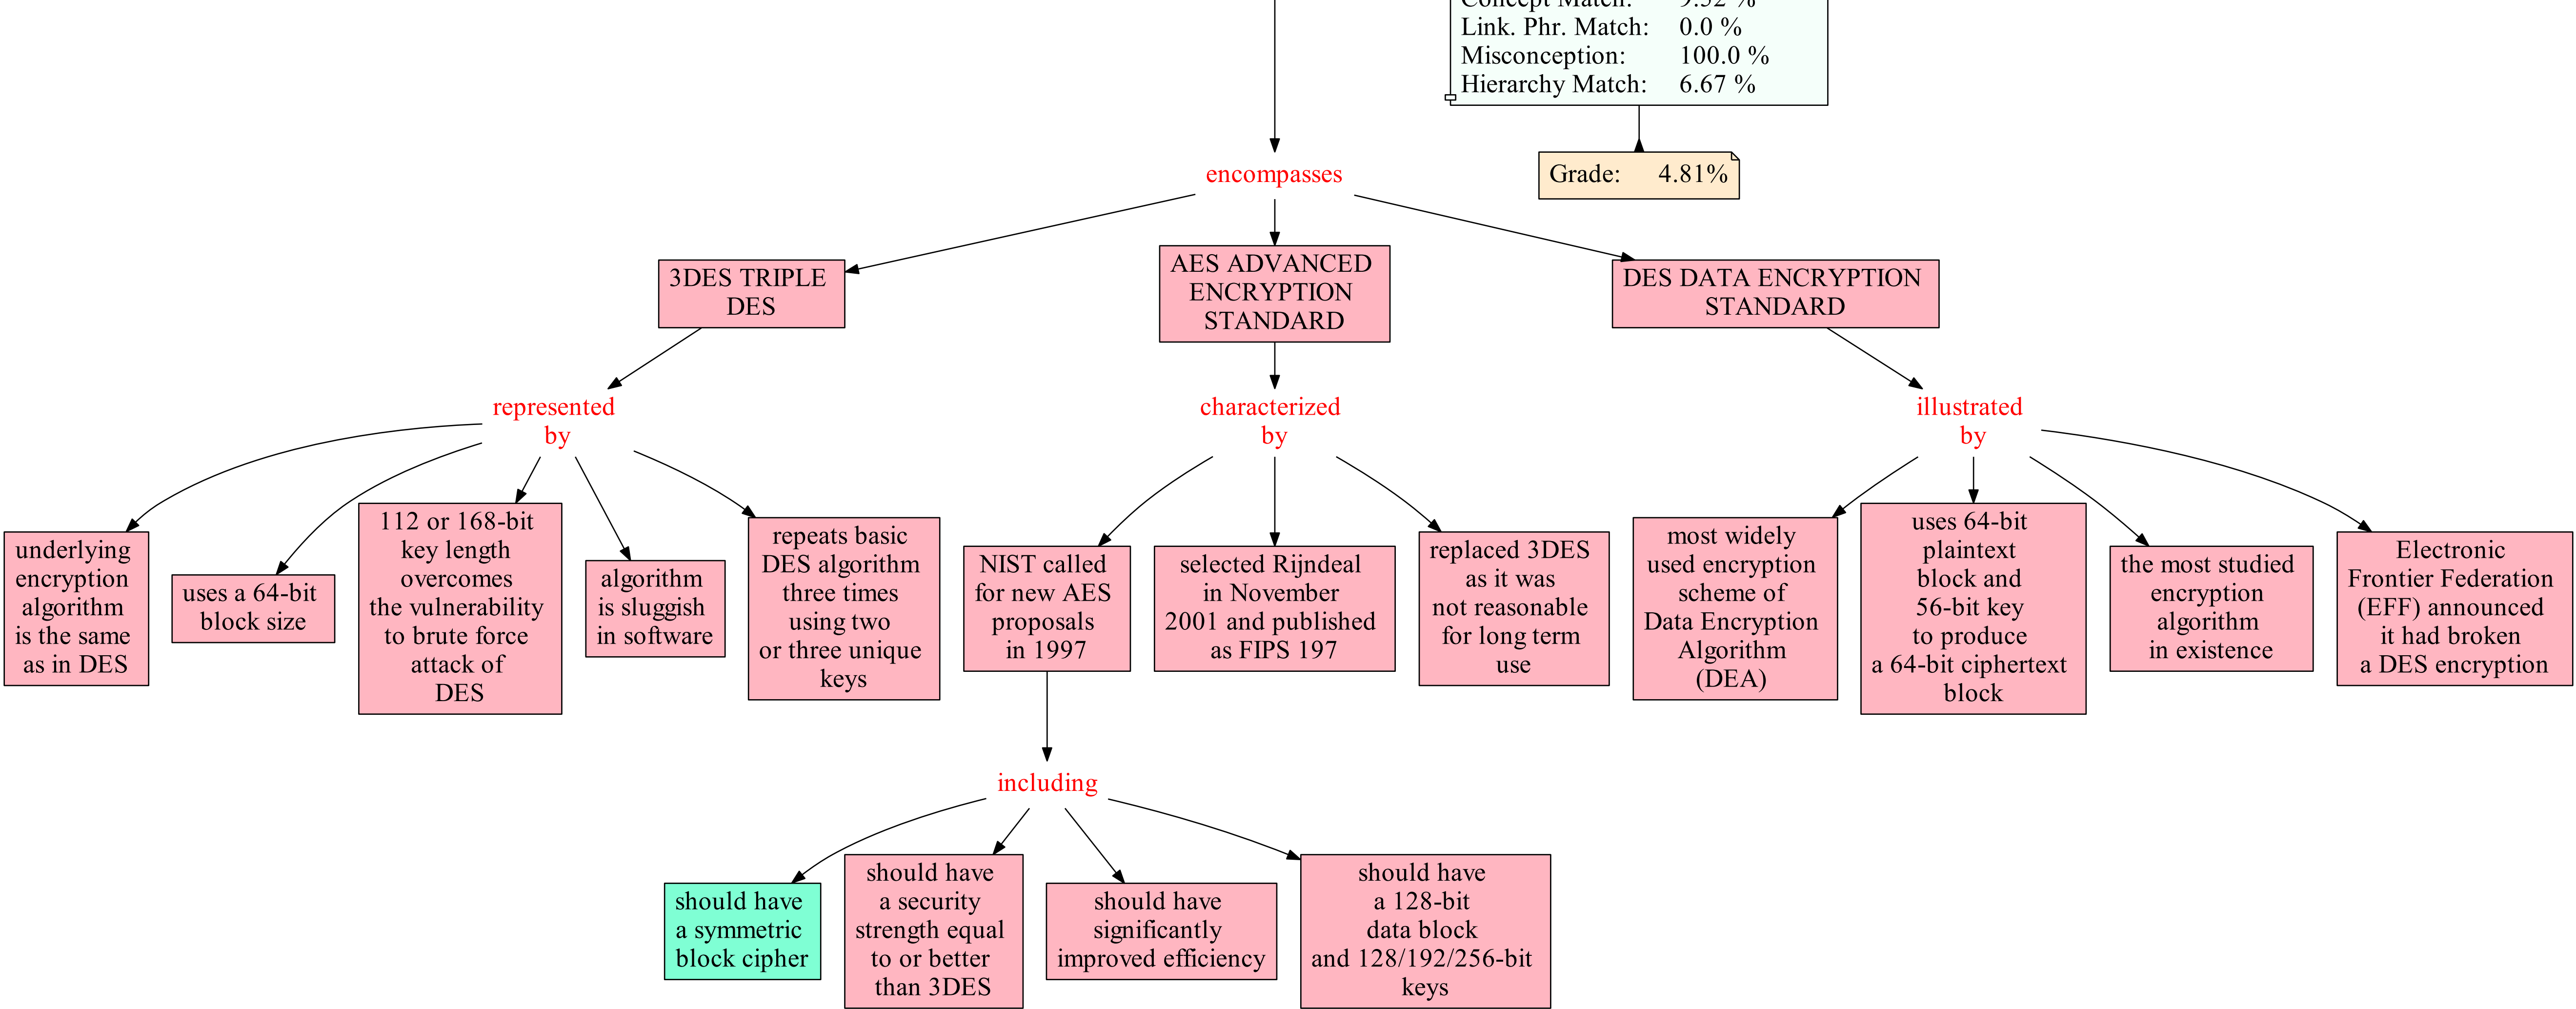 Concept Match: 9.52 %
Link. Phr. Match: 0.0 %
Misconception: 100.0 %
Hierarchy Match: 6.67 %
Grade: 4.81%
encompasses
3DES TRIPLE
DES
AES ADVANCED
ENCRYPTION
STANDARD
DES DATA ENCRYPTION
STANDARD
represented
by
characterized
by
illustrated
by
underlying
encryption
algorithm
is the same
as in DES
uses a 64-bit
block size
112 or 168-bit
key length
overcomes
the vulnerability
to brute force
attack of
DES
algorithm
is sluggish
in software
repeats basic
DES algorithm
three times
using two
or three unique
keys
NIST called
for new AES
proposals
in 1997
selected Rijndeal
in November
2001 and published
as FIPS 197
replaced 3DES
as it was
not reasonable
for long term
use
most widely
used encryption
scheme of
Data Encryption
Algorithm
(DEA)
uses 64-bit
plaintext
block and
56-bit key
to produce
a 64-bit ciphertext
block
the most studied
encryption
algorithm
in existence
Electronic
Frontier Federation
(EFF) announced
it had broken
a DES encryption
including
should have
a symmetric
block cipher
should have
a security
strength equal
to or better
than 3DES
should have
significantly
improved efficiency
should have
a 128-bit
data block
and 128/192/256-bit
keys